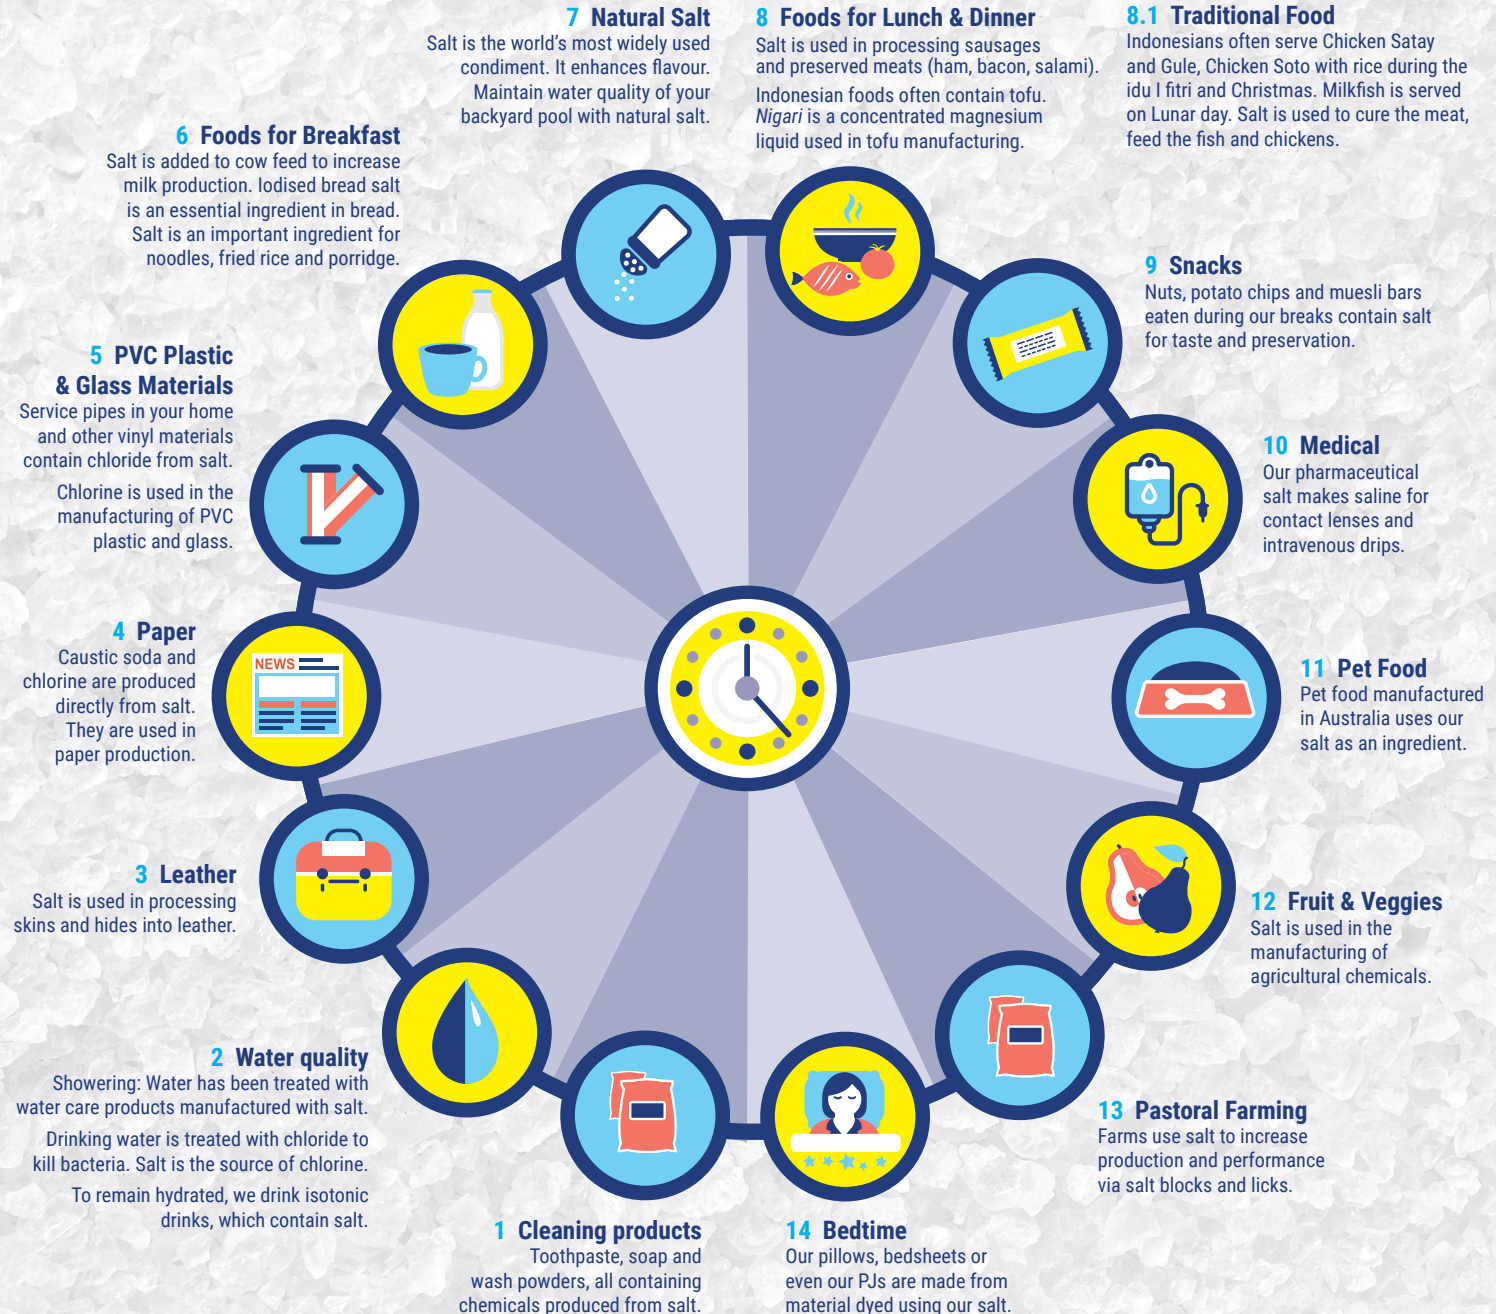 7 Natural Salt
Salt is the world's most widely used
condiment. It enhances flavour.
Maintain water quality of your
backyard pool with natural salt.
8 Foods for Lunch & Dinner
Salt is used in processing sausages
and preserved meats (ham, bacon, salami).
Indonesian foods often contain tofu.
Nigari is a concentrated magnesium
liquid used in tofu manufacturing.
8.1 Traditional Food
Indonesians often serve Chicken Satay
and Gule, Chicken Soto with rice during the
idu l fitri and Christmas. Milkfish is served
on Lunar day. Salt is used to cure the meat,
feed the fish and chickens.
6 Foods for Breakfast
Salt is added to cow feed to increase
milk production. Iodised bread salt
is an essential ingredient in bread.
Salt is an important ingredient for
noodles, fried rice and porridge.
9 Snacks
Nuts, potato chips and muesli bars
eaten during our breaks contain salt
for taste and preservation.
5 PVC Plastic
& Glass Materials
Service pipes in your home
and other vinyl materials
contain chloride from salt.
Chlorine is used in the
manufacturing of PVC
plastic and glass.
10 Medical
Our pharmaceutical
salt makes saline for
contact lenses and
intravenous drips.
4 Paper
Caustic soda and
chlorine are produced
directly from salt.
They are used in
paper production.
NEWS
11 Pet Food
Pet food manufactured
in Australia uses our
salt as an ingredient.
3 Leather
Salt is used in processing
skins and hides into leather.
12 Fruit & Veggies
Salt is used in the
manufacturing of
agricultural chemicals.
2 Water quality
Showering: Water has been treated with
water care products manufactured with salt.
Drinking water is treated with chloride to
kill bacteria. Salt is the source of chlorine.
To remain hydrated, we drink isotonic
drinks, which contain salt.
13 Pastoral Farming
Farms use salt to increase
production and performance
via salt blocks and licks.
1 Cleaning products
Toothpaste, soap and
wash powders, all containing
chemicals produced from salt.
14 Bedtime
Our pillows, bedsheets or
even our PJs are made from
material dyed using our salt.